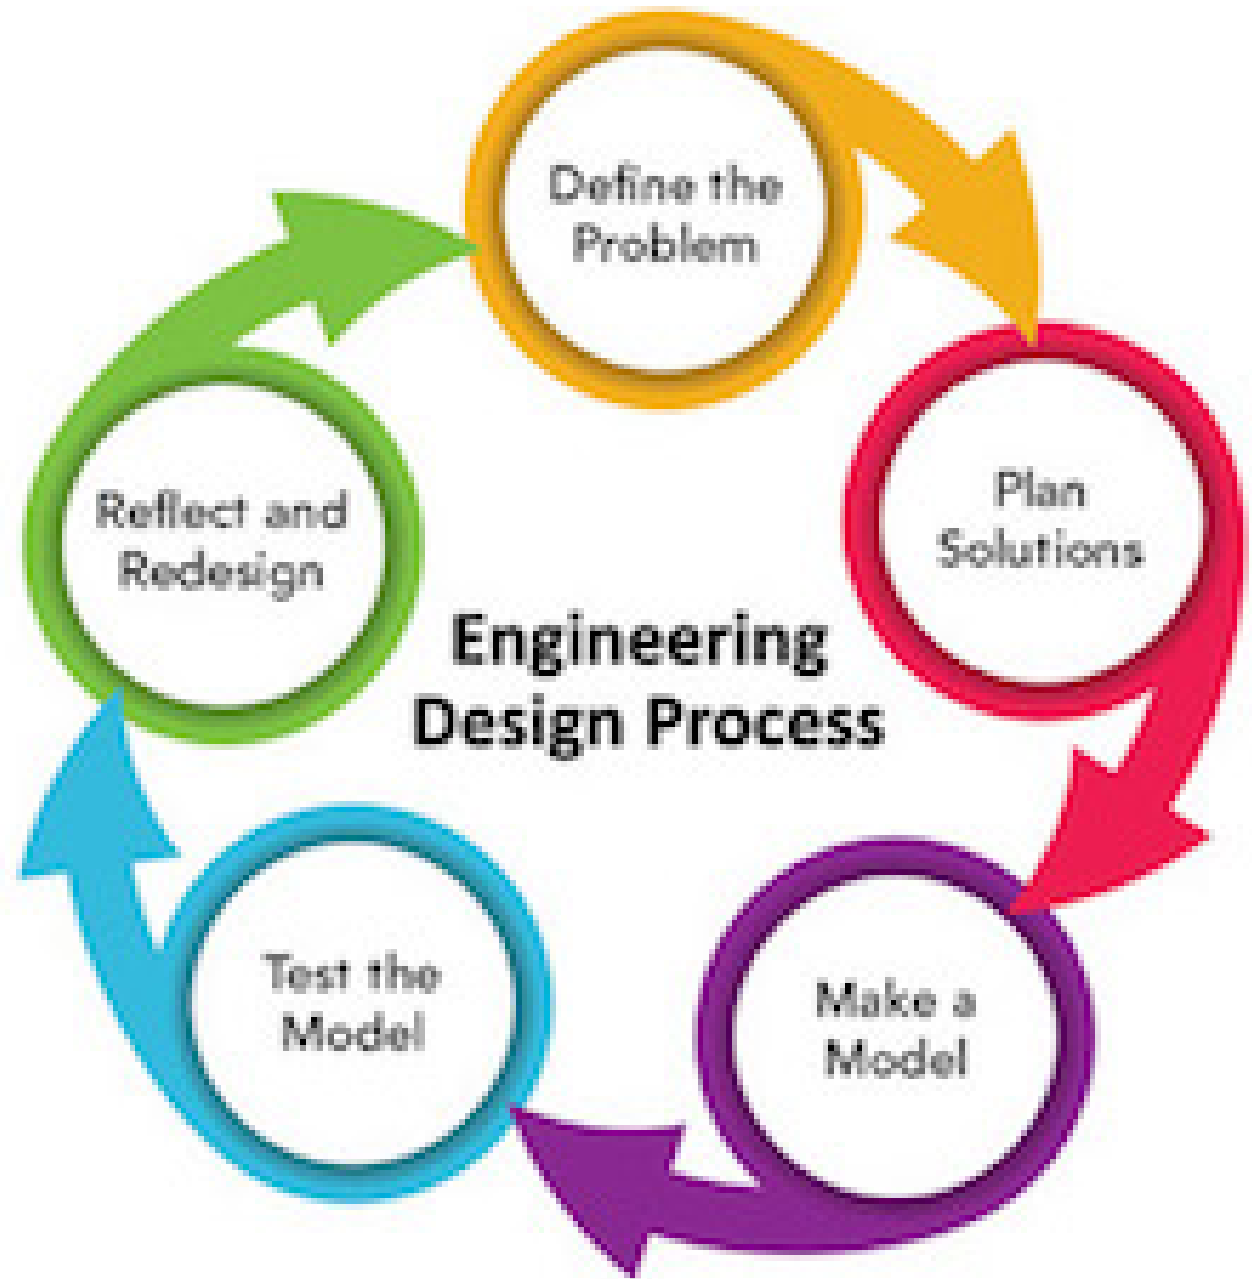 Define the
Problem
Plan
Solutions
Make a
Model
Test the
Model
Reflect and
Redesign
Engineering
Design Process